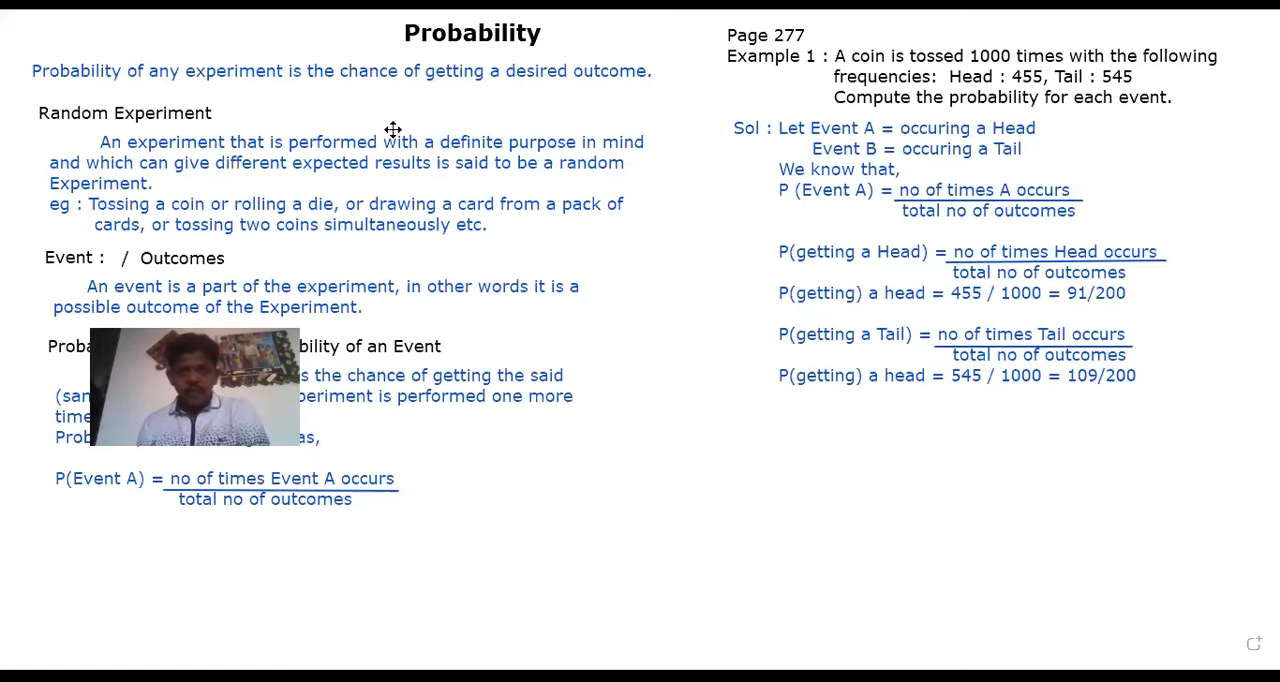 Probability
Probability of any experiment is the chance of getting a desired outcome.
Random Experiment
An experiment that is performed with a definite purpose in mind
and which can give different expected results is said to be a random
Experiment.
eg : Tossing a coin or rolling a die, or drawing a card from a pack of
cards, or tossing two coins simultaneously etc.
Event : / Outcomes
An event is a part of the experiment, in other words it is a
possible outcome of the Experiment.
bility of an Event
s the chance of getting the said
periment is performed one more
time
as,
P(Event A) = no of times Event A occurs
total no of outcomes
Page 277
Example 1 : A coin is tossed 1000 times with the following
frequencies: Head : 455, Tail : 545
Compute the probability for each event.
Sol : Let Event A = occuring a Head
Event B = occuring a Tail
We know that,
P (Event A) = no of times A occurs
total no of outcomes
P(getting a Head) = no of times Head occurs
total no of outcomes
P(getting) a head = 455 / 1000 = 91/200
P(getting a Tail) = no of times Tail occurs
total no of outcomes
P(getting) a head = 545 / 1000 = 109/200